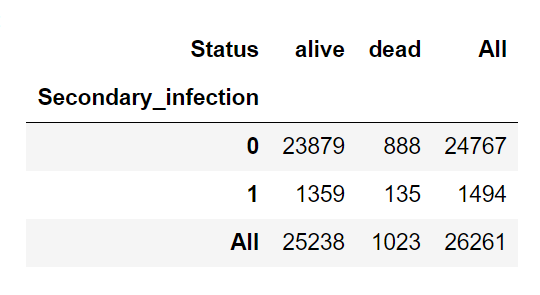 Status alive dead All
Secondary_infection
0 23879 888 24767
1 1359 135 1494
All 25238 1023 26261